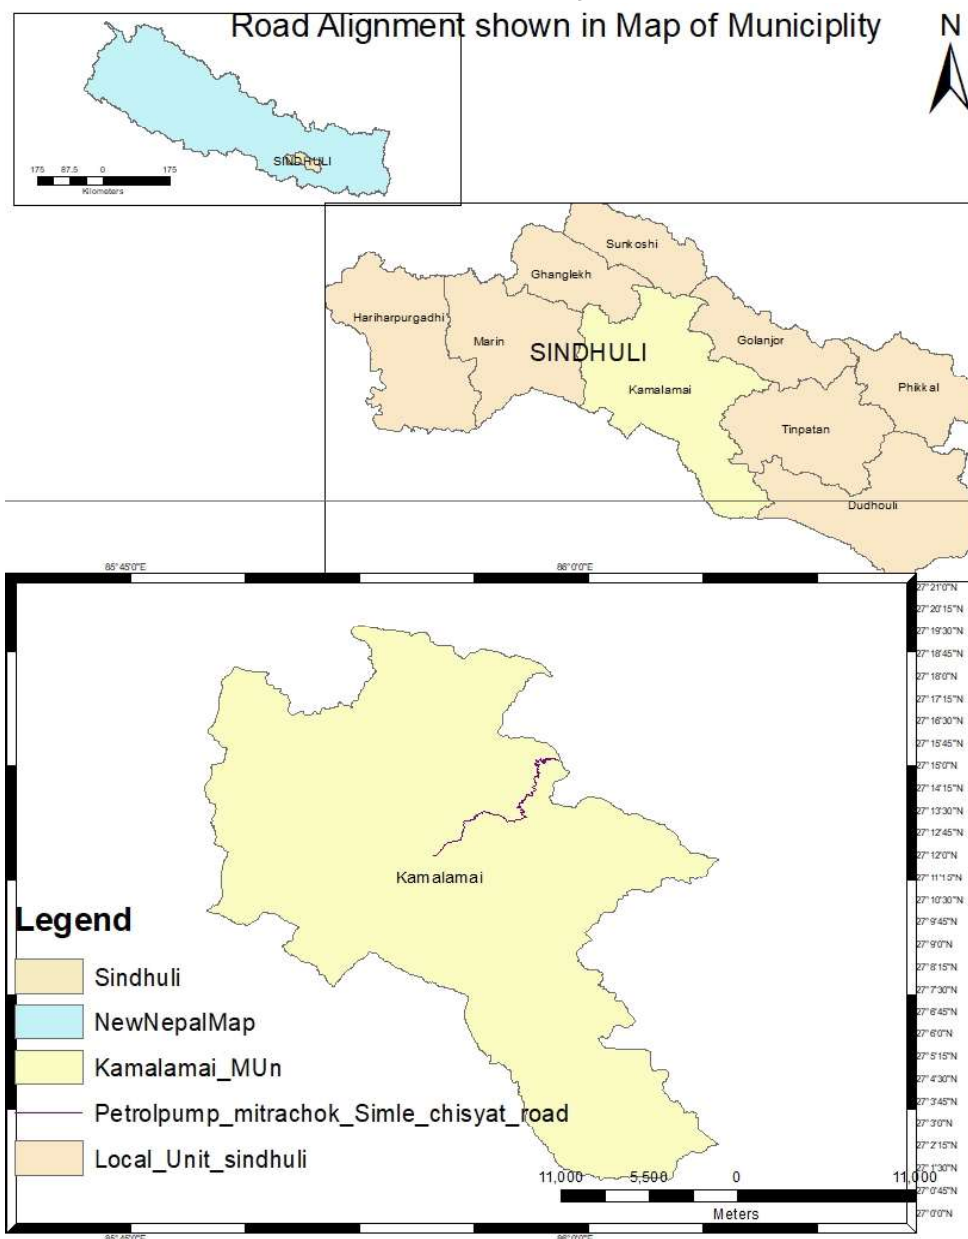 Road Alignment shown in Map of Municiplity
N
SINDHULI
175 87.5 0 175
Kilometers
Sunkoshi
Ghanglekh
Hariharpurgadhi
Marin
Golanjor
SINDHULI
Kamalamai
Phikkal
Tinpatan
Dudhouli
85°45'0"E 86°0'0"E
27°21'0"N
27°20'15"N
27°19'30"N
27°18'45"N
27°18'0"N
27°17'15"N
27°16'30"N
27°15'45"N
27°15'0"N
27°14'15"N
27°13'30"N
27°12'45"N
27°12'0"N
27°11'15"N
27°10'30"N
27°9'45"N
27°9'0"N
27°8'15"N
27°7'30"N
27°6'45"N
27°6'0"N
27°5'15"N
27°4'30"N
27°3'45"N
27°3'0"N
27°2'15"N
27°1'30"N
27°0'45"N
27°0'0"N
Kamalamai
Legend
Sindhuli
NewNepalMap
Kamalamai_MUn
Petrolpump_mitrachok_Simle_chisyat_road
Local_Unit_sindhuli
11,000 5,500 0 11,000
Meters
85°45'0"E 86°0'0"E